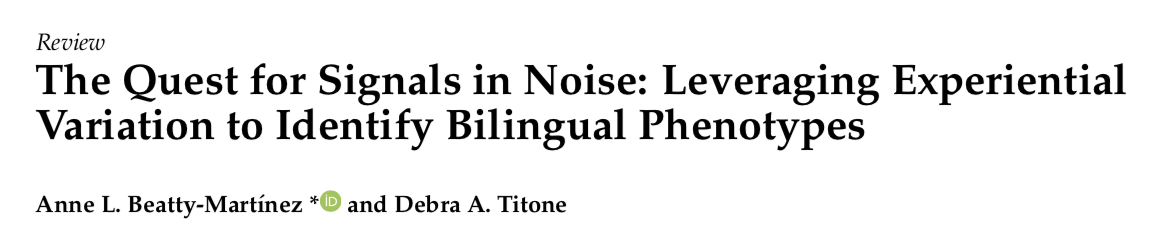 Review
The Quest for Signals in Noise: Leveraging Experiential
Variation to Identify Bilingual Phenotypes
Anne L. Beatty-Martínez * iD and Debra A. Titone